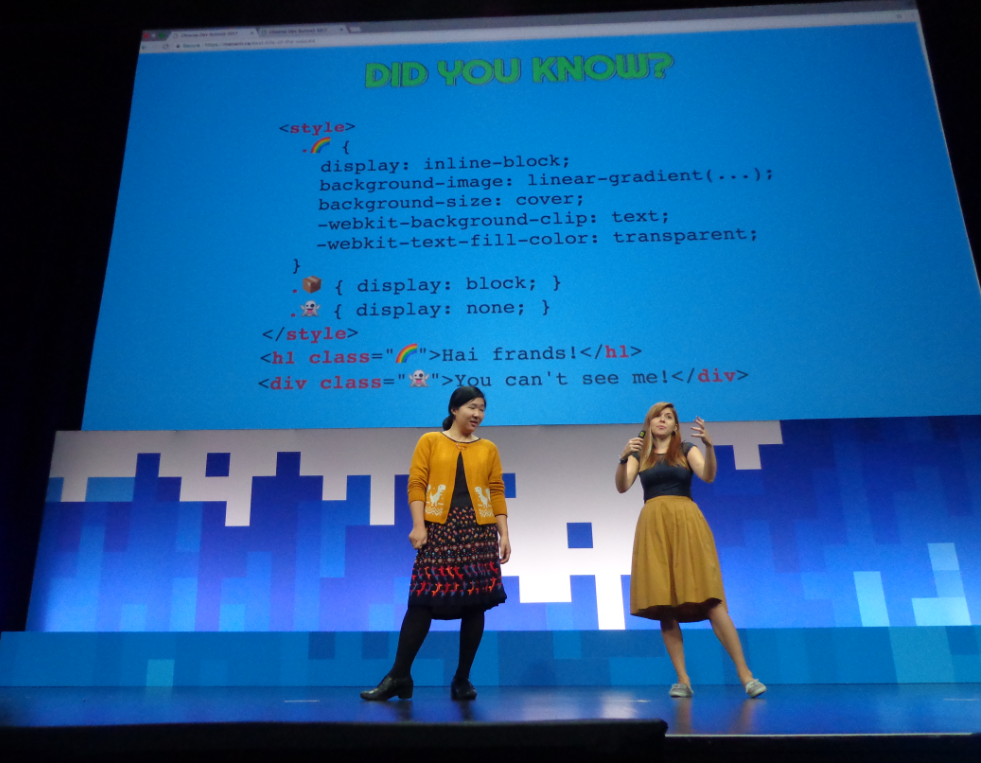 DID YOU KNOW?
<style>
.🌈 {
display: inline-block;
background-image: linear-gradient(...);
background-size: cover;
-webkit-background-clip: text;
-webkit-text-fill-color: transparent;
}
.📦 { display: block; }
.👻 { display: none; }
</style>
<h1 class="🌈">Hai frands!</h1>
<div class="👻">You can't see me!</div>